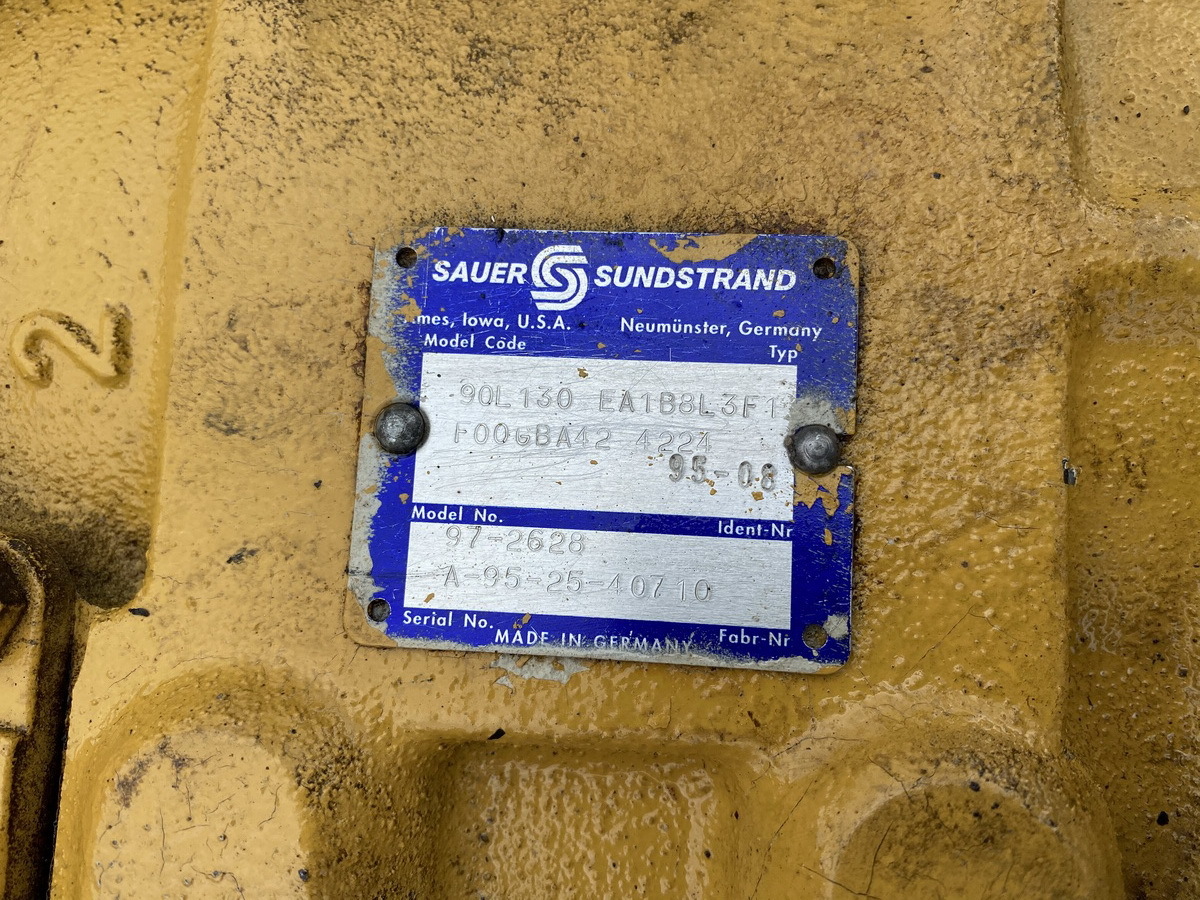 2
SAUER SUNDSTRAND
mes, Iowa, U.S.A. Neumünster, Germany
Model Code Typ
90L130 EA1B8L3F1
F00GBA42 4224
95-08
Model No. Ident-Nr
97-2628
A-95-25-40710
Serial No. Fabr-Nr
MADE IN GERMANY